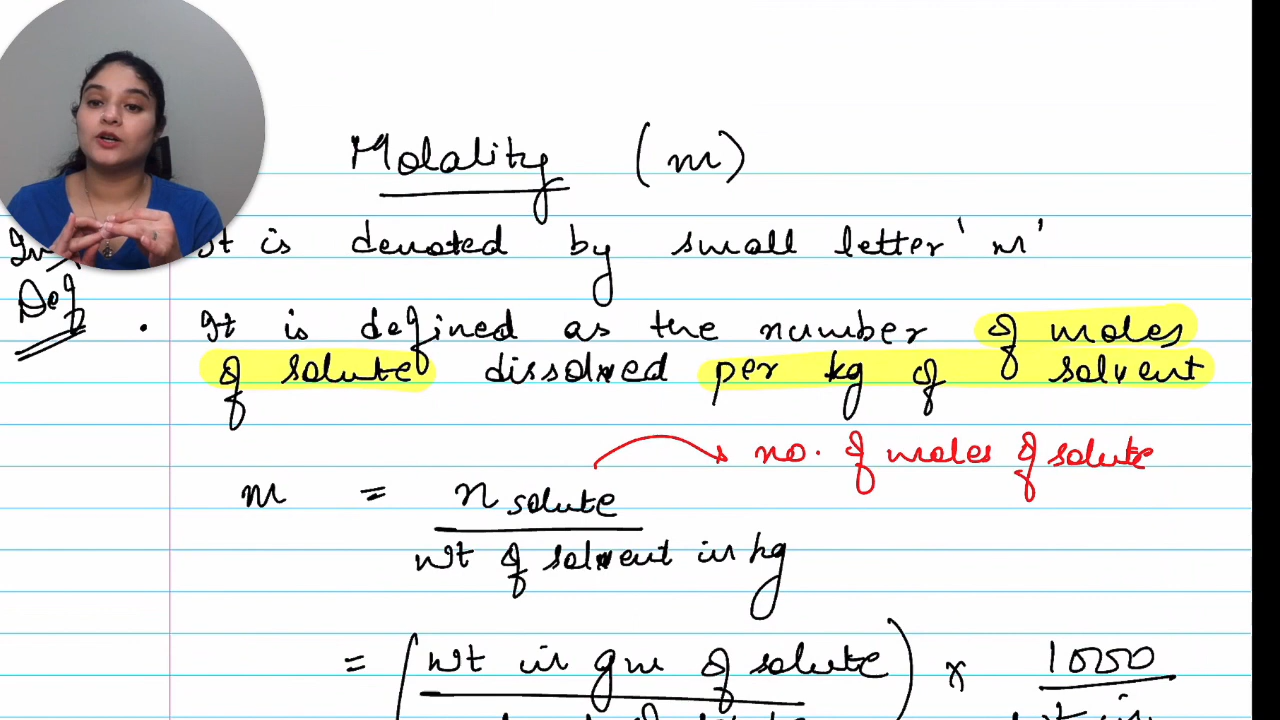 Molality (m)
It is denoted by small letter 'm'
Def
. It is defined as the number of moles
of solute dissolved per kg of solvent
no. of moles of solute
m = n solute
wt of solvent in kg
= ( wt in gm of solute ) x 1000
wt in